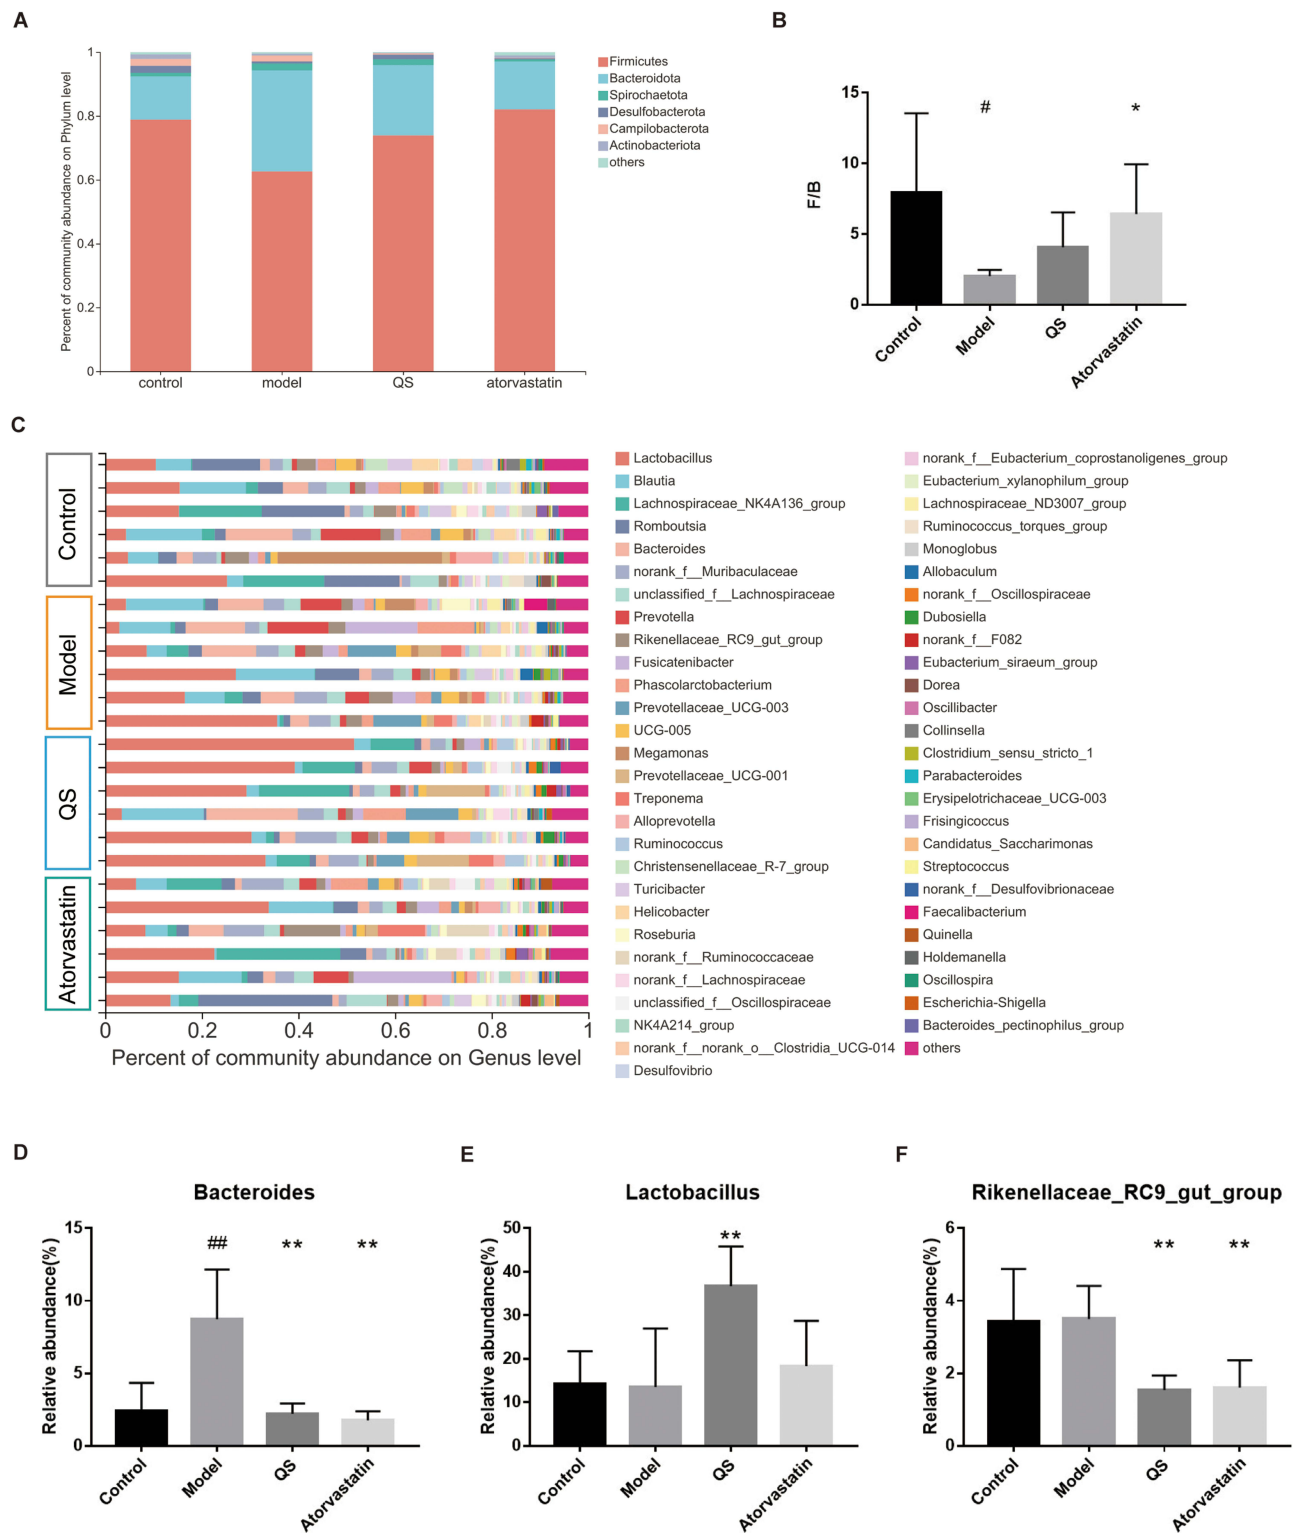 A
Percent of community abundance on Phylum level
1
0.8
0.6
0.4
0.2
0
control
model
QS
atorvastatin
Firmicutes
Bacteroidota
Spirochaetota
Desulfobacterota
Campilobacterota
Actinobacteriota
others
B
F/B
15
10
5
0
#
*
Control
Model
QS
Atorvastatin
C
Control
Model
QS
Atorvastatin
0
0.2
0.4
0.6
0.8
1
Percent of community abundance on Genus level
Lactobacillus
Blautia
Lachnospiraceae_NK4A136_group
Romboutsia
Bacteroides
norank_f__Muribaculaceae
unclassified_f__Lachnospiraceae
Prevotella
Rikenellaceae_RC9_gut_group
Fusicatenibacter
Phascolarctobacterium
Prevotellaceae_UCG-003
UCG-005
Megamonas
Prevotellaceae_UCG-001
Treponema
Alloprevotella
Ruminococcus
Christensenellaceae_R-7_group
Turicibacter
Helicobacter
Roseburia
norank_f__Ruminococcaceae
norank_f__Lachnospiraceae
unclassified_f__Oscillospiraceae
NK4A214_group
norank_f__norank_o__Clostridia_UCG-014
Desulfovibrio
norank_f__Eubacterium_coprostanoligenes_group
Eubacterium_xylanophilum_group
Lachnospiraceae_ND3007_group
Ruminococcus_torques_group
Monoglobus
Allobaculum
norank_f__Oscillospiraceae
Dubosiella
norank_f__F082
Eubacterium_siraeum_group
Dorea
Oscillibacter
Collinsella
Clostridium_sensu_stricto_1
Parabacteroides
Erysipelotrichaceae_UCG-003
Frisingicoccus
Candidatus_Saccharimonas
Streptococcus
norank_f__Desulfovibrionaceae
Faecalibacterium
Quinella
Holdemanella
Oscillospira
Escherichia-Shigella
Bacteroides_pectinophilus_group
others
D
Bacteroides
Relative abundance(%)
15
10
5
0
##
**
**
Control
Model
QS
Atorvastatin
E
Lactobacillus
Relative abundance(%)
50
40
30
20
10
0
**
Control
Model
QS
Atorvastatin
F
Rikenellaceae_RC9_gut_group
Relative abundance(%)
6
4
2
0
**
**
Control
Model
QS
Atorvastatin